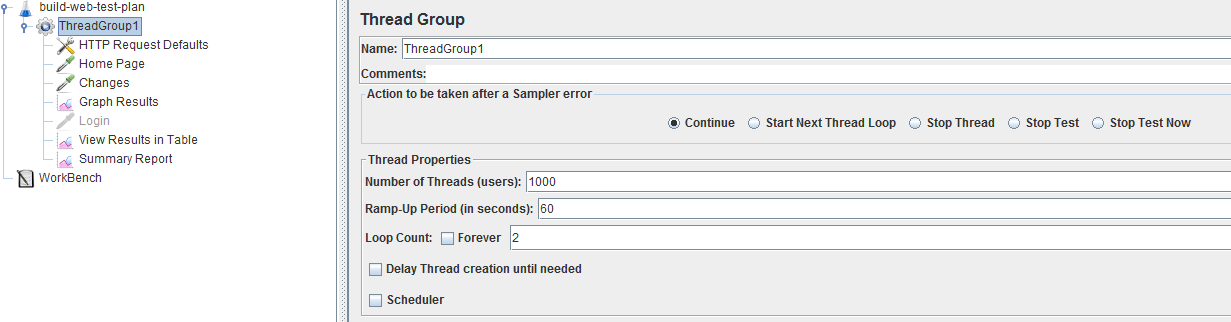 build-web-test-plan
ThreadGroup1
HTTP Request Defaults
Home Page
Changes
Graph Results
Login
View Results in Table
Summary Report
WorkBench
Thread Group
Name: ThreadGroup1
Comments:
Action to be taken after a Sampler error
Continue Start Next Thread Loop Stop Thread Stop Test Stop Test Now
Thread Properties
Number of Threads (users): 1000
Ramp-Up Period (in seconds): 60
Loop Count: Forever 2
Delay Thread creation until needed
Scheduler